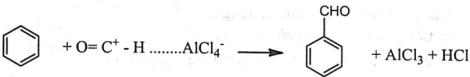 CHO
+ O= C⁺ - H ........AlCl₄⁻ ⟶ + AlCl₃ + HCl